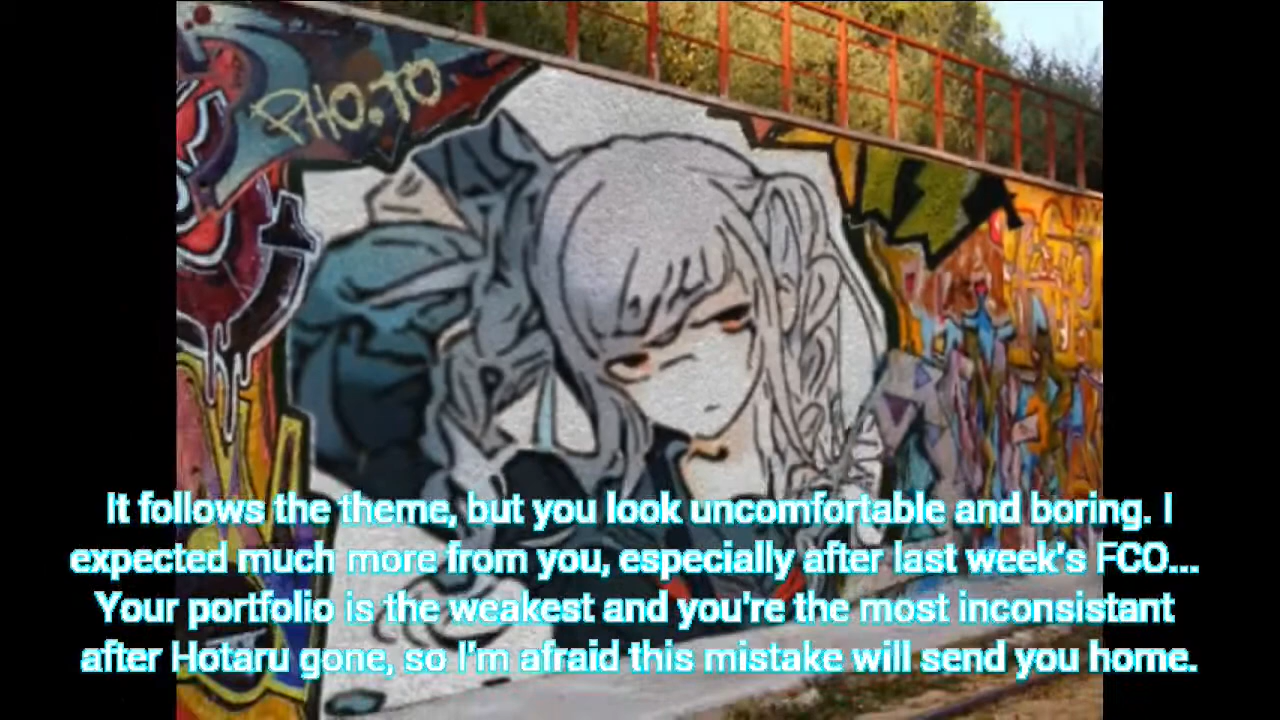 PHO.TO
It follows the theme, but you look uncomfortable and boring. I
expected much more from you, especially after last week's FCO...
Your portfolio is the weakest and you're the most inconsistant
after Hotaru gone, so I'm afraid this mistake will send you home.